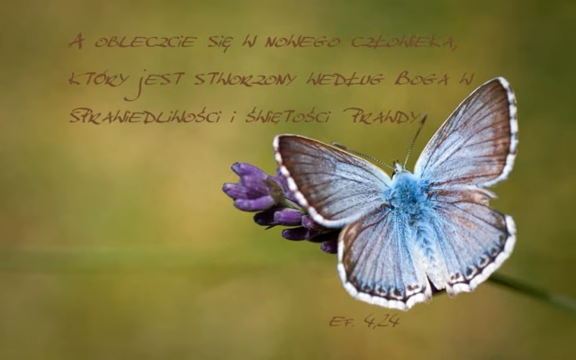 A obleczcie się w nowego człowieka,
który jest stworzony według Boga w
sprawiedliwości i świętości prawdy.
Ef. 4,24